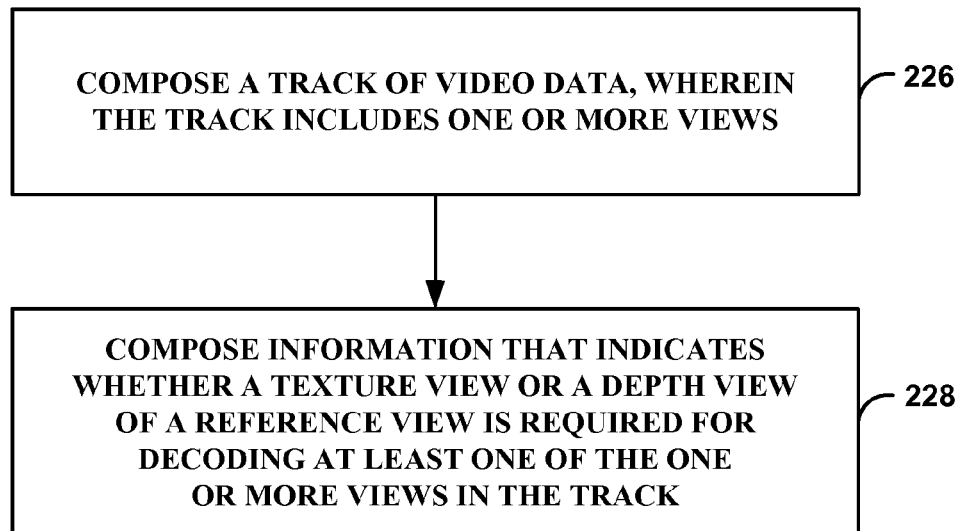 COMPOSE A TRACK OF VIDEO DATA, WHEREIN
THE TRACK INCLUDES ONE OR MORE VIEWS
226
COMPOSE INFORMATION THAT INDICATES
WHETHER A TEXTURE VIEW OR A DEPTH VIEW
OF A REFERENCE VIEW IS REQUIRED FOR
DECODING AT LEAST ONE OF THE ONE
OR MORE VIEWS IN THE TRACK
228